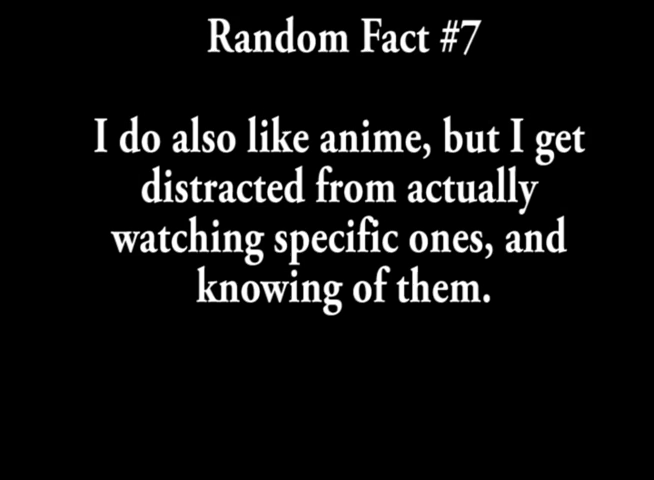 Random Fact #7
I do also like anime, but I get
distracted from actually
watching specific ones, and
knowing of them.